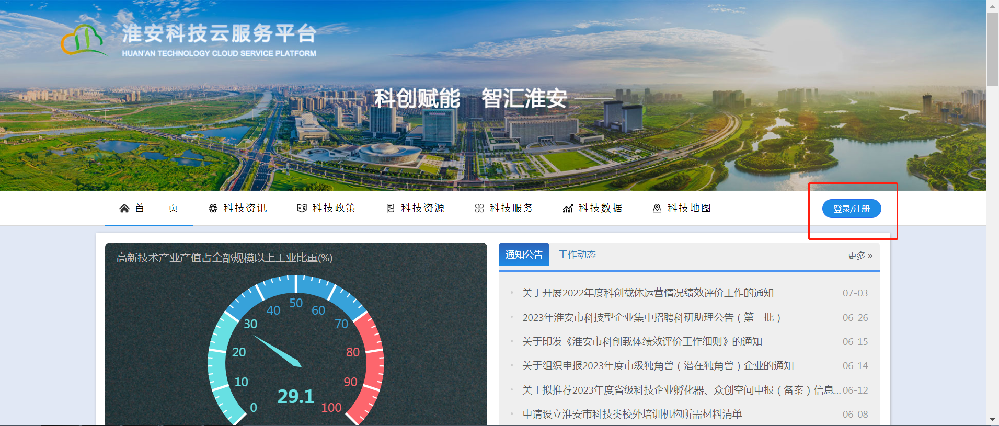 淮安科技云服务平台
HUAN'AN TECHNOLOGY CLOUD SERVICE PLATFORM
科创赋能 智汇淮安
首 页 科技资讯 科技政策 科技资源 科技服务 科技数据 科技地图 登录/注册
高新技术产业产值占全部规模以上工业比重(%)
0
10
20
30
40
50
60
70
80
90
100
29.1
通知公告 工作动态 更多 »
关于开展2022年度科创载体运营情况绩效评价工作的通知 07-03
2023年淮安市科技型企业集中招聘科研助理公告（第一批） 06-26
关于印发《淮安市科创载体绩效评价工作细则》的通知 06-15
关于组织申报2023年度市级独角兽（潜在独角兽）企业的通知 06-14
关于拟推荐2023年度省级科技企业孵化器、众创空间申报（备案）信息... 06-12
申请设立淮安市科技类校外培训机构所需材料清单 06-08